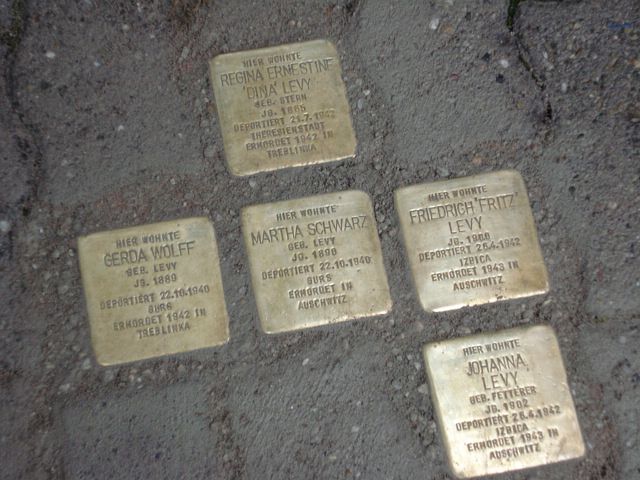 HIER WOHNTE
REGINA ERNESTINE
'DINA' LEVY
GEB. STERN
JG. 1865
DEPORTIERT 21.7.1942
THERESIENSTADT
ERMORDET 1942 IN
TREBLINKA
HIER WOHNTE
GERDA WOLFF
GEB. LEVY
JG. 1889
DEPORTIERT 22.10.1940
GURS
ERMORDET 1942 IN
TREBLINKA
HIER WOHNTE
MARTHA SCHWARZ
GEB. LEVY
JG. 1890
DEPORTIERT 22.10.1940
GURS
ERMORDET IN
AUSCHWITZ
HIER WOHNTE
FRIEDRICH 'FRITZ'
LEVY
JG.
DEPORTIERT 26.4.1942
IZBICA
ERMORDET 1943 IN
AUSCHWITZ
HIER WOHNTE
JOHANNA
LEVY
GEB. FETTERER
JG. 1902
DEPORTIERT 26.4.1942
IZBICA
ERMORDET 1943 IN
AUSCHWITZ